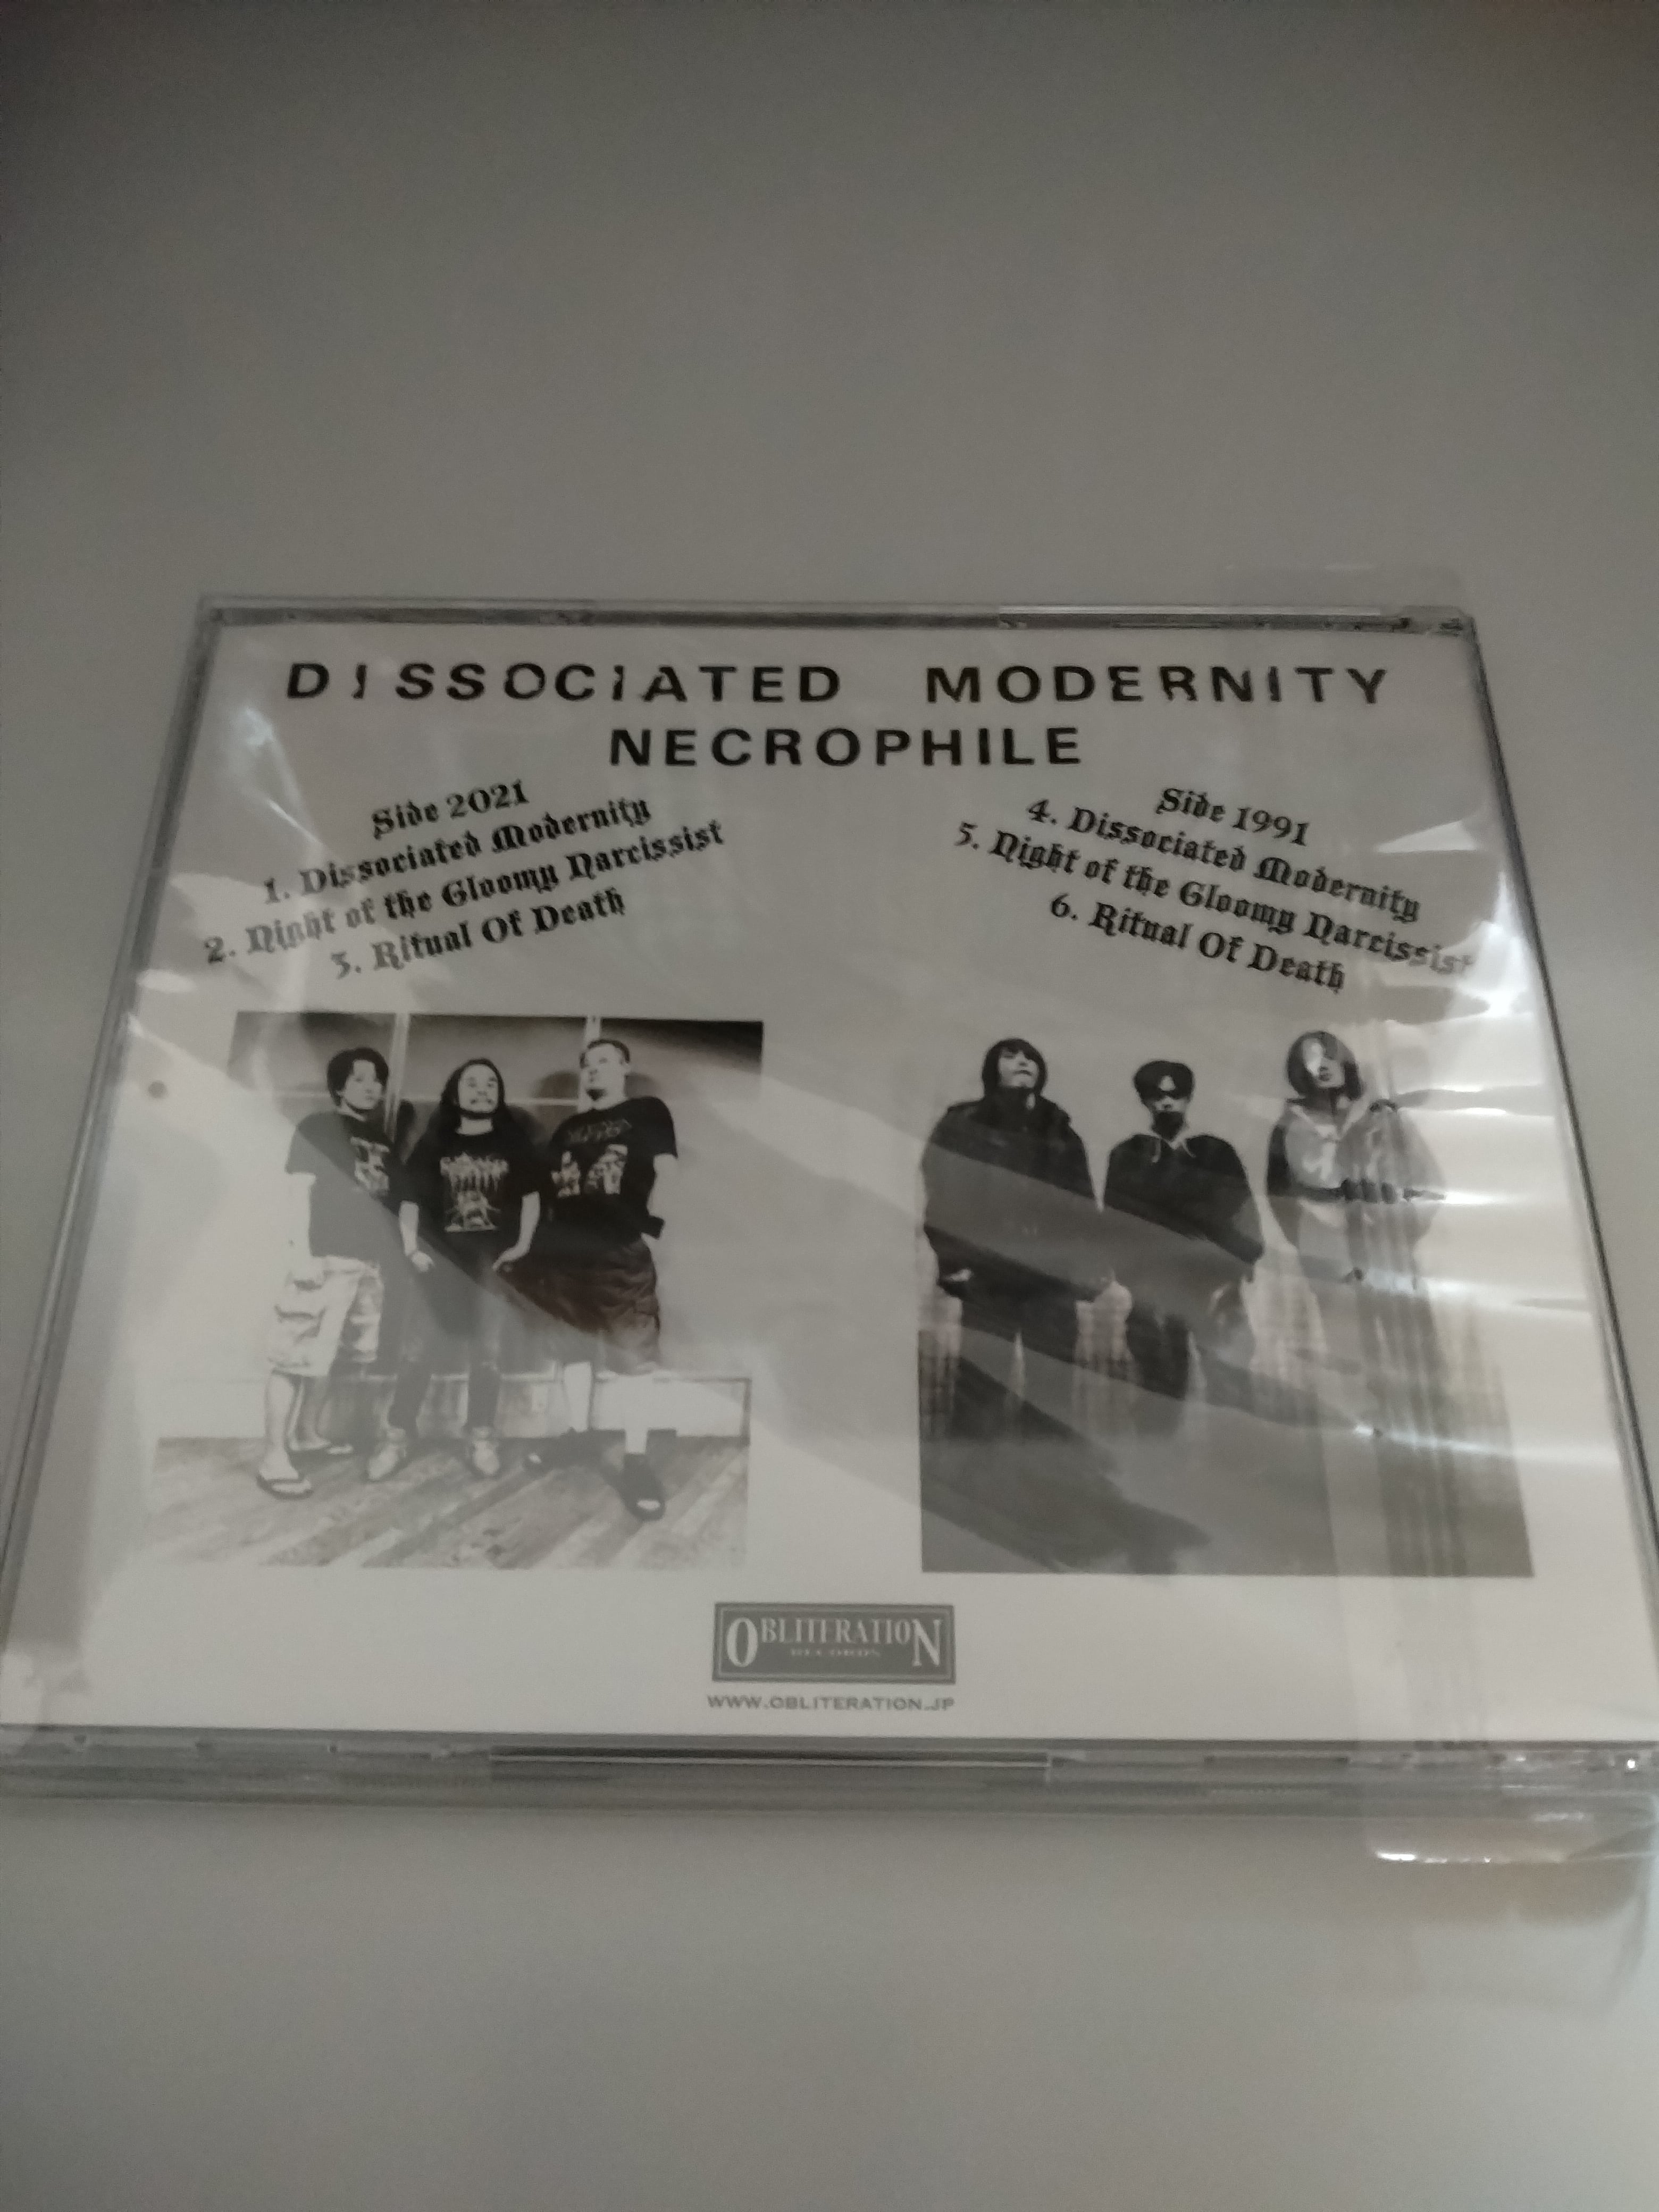 DISSOCIATED MODERNITY
NECROPHILE
Side 2021
1. Dissociated Modernity
2. Night of the Gloomy Narcissist
3. Ritual Of Death
Side 1991
4. Dissociated Modernity
5. Night of the Gloomy Narcissist
6. Ritual Of Death
OBLITERATION
RECORDS
WWW.OBLITERATION.JP